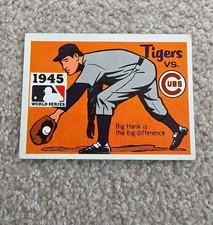 Tigers
VS.
CUBS
1945
WORLD SERIES
Big Hank is
the big difference